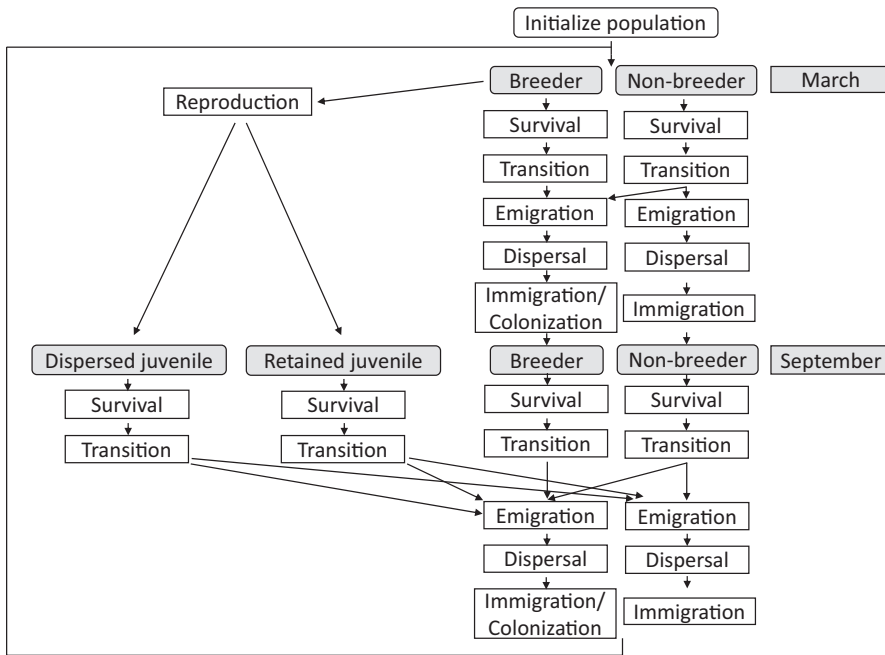 Initialize population
Breeder Non-breeder March
Reproduction
Survival Survival
Transition Transition
Emigration Emigration
Dispersal Dispersal
Immigration/
Colonization
Immigration
Dispersed juvenile Retained juvenile Breeder Non-breeder September
Survival Survival Survival Survival
Transition Transition Transition Transition
Emigration Emigration
Dispersal Dispersal
Immigration/
Colonization
Immigration